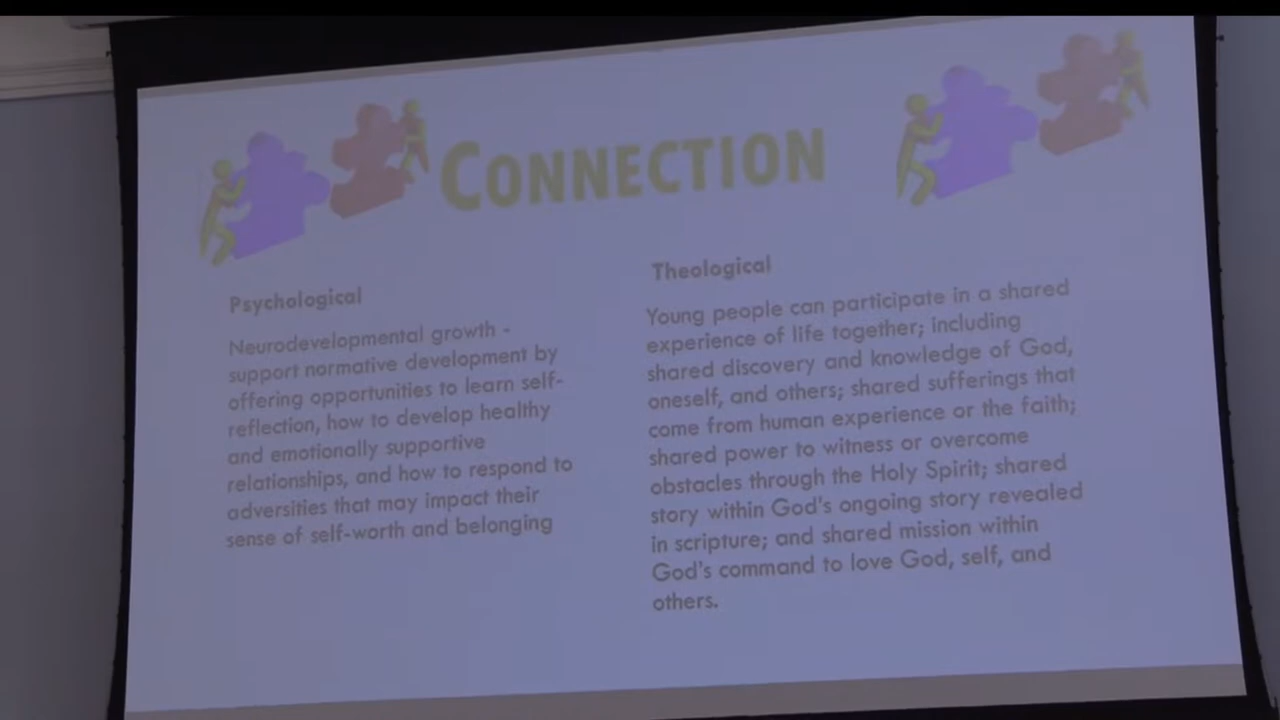 CONNECTION
Psychological
Neurodevelopmental growth -
support normative development by
offering opportunities to learn self-
reflection, how to develop healthy
and emotionally supportive
relationships, and how to respond to
adversities that may impact their
sense of self-worth and belonging
Theological
Young people can participate in a shared
experience of life together; including
shared discovery and knowledge of God,
oneself, and others; shared sufferings that
come from human experience or the faith;
shared power to witness or overcome
obstacles through the Holy Spirit; shared
story within God's ongoing story revealed
in scripture; and shared mission within
God's command to love God, self, and
others.